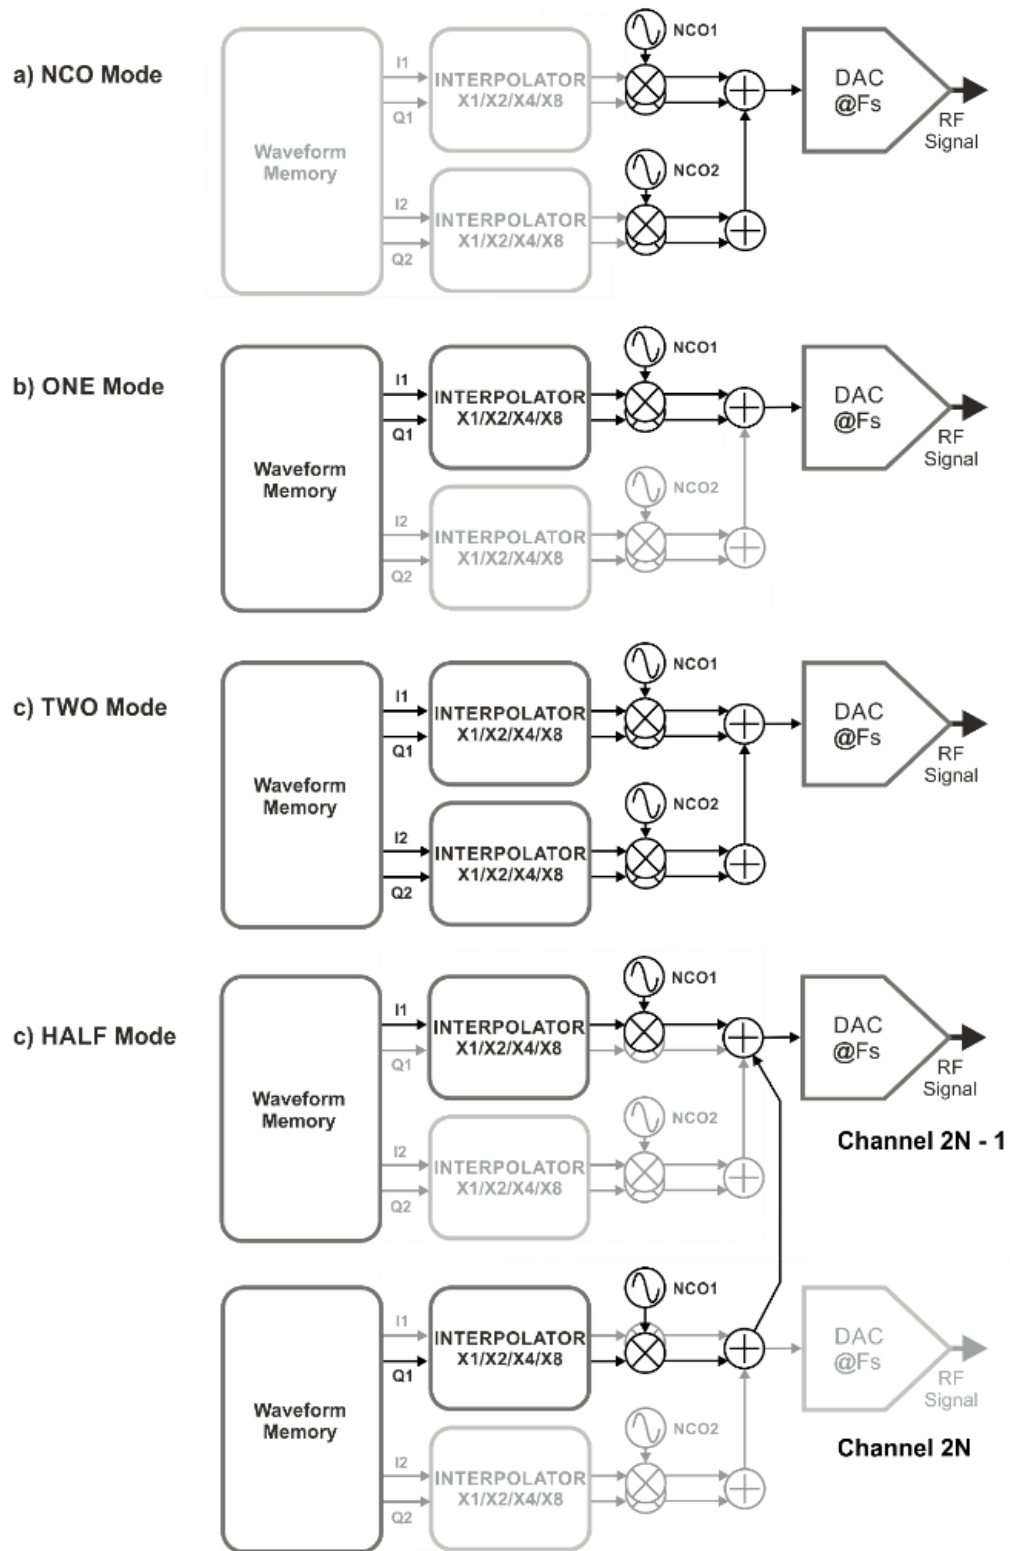 a) NCO Mode
Waveform
Memory
I1
Q1
INTERPOLATOR
X1/X2/X4/X8
NCO1
I2
Q2
INTERPOLATOR
X1/X2/X4/X8
NCO2
DAC
@Fs
RF
Signal
b) ONE Mode
Waveform
Memory
I1
Q1
INTERPOLATOR
X1/X2/X4/X8
NCO1
I2
Q2
INTERPOLATOR
X1/X2/X4/X8
NCO2
DAC
@Fs
RF
Signal
c) TWO Mode
Waveform
Memory
I1
Q1
INTERPOLATOR
X1/X2/X4/X8
NCO1
I2
Q2
INTERPOLATOR
X1/X2/X4/X8
NCO2
DAC
@Fs
RF
Signal
c) HALF Mode
Waveform
Memory
I1
Q1
INTERPOLATOR
X1/X2/X4/X8
NCO1
I2
Q2
INTERPOLATOR
X1/X2/X4/X8
NCO2
DAC
@Fs
RF
Signal
Channel 2N - 1
Waveform
Memory
I1
Q1
INTERPOLATOR
X1/X2/X4/X8
NCO1
I2
Q2
INTERPOLATOR
X1/X2/X4/X8
NCO2
DAC
@Fs
RF
Signal
Channel 2N